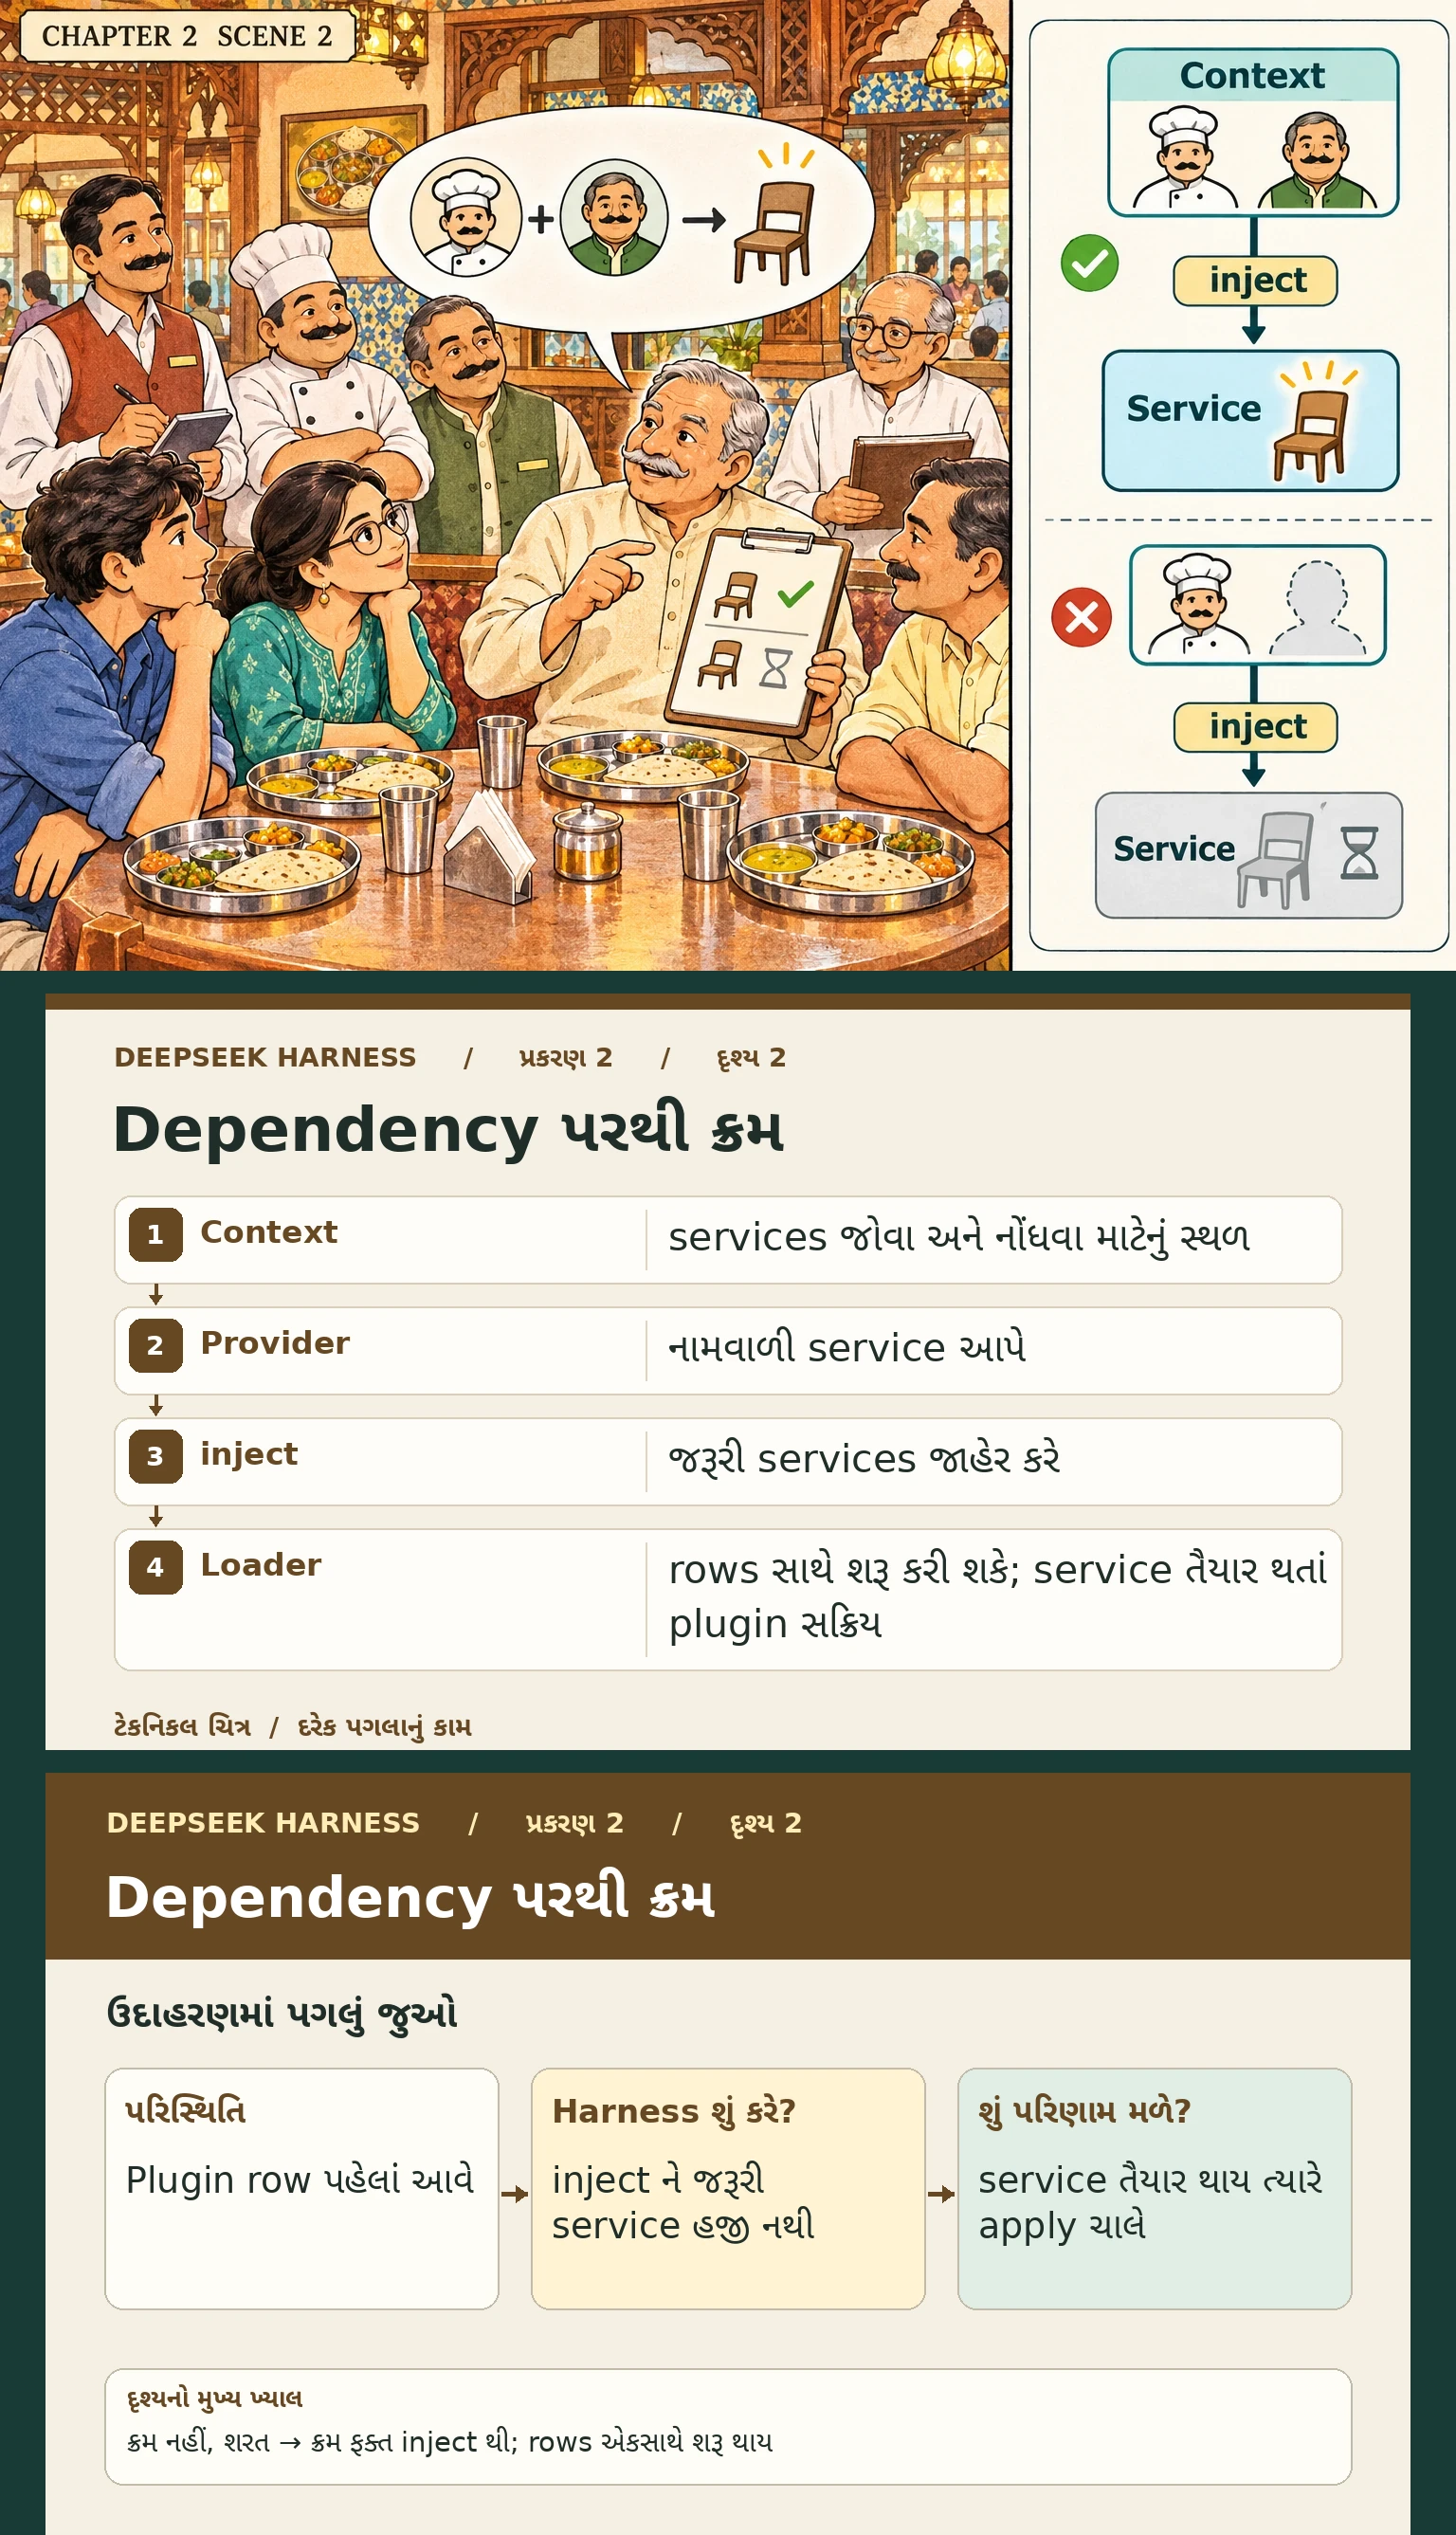 CHAPTER 2 SCENE 2
Context
inject
Service
inject
Service
DEEPSEEK HARNESS / પ્રકરણ 2 / દૃશ્ય 2
Dependency પરથી ક્રમ
1 Context
services જોવા અને નોંધવા માટેનું સ્થળ
2 Provider
નામવાળી service આપે
3 inject
જરૂરી services જાહેર કરે
4 Loader
rows સાથે શરૂ કરી શકે; service તૈયાર થતાં
plugin સક્રિય
ટેકનિકલ ચિત્ર / દરેક પગલાનું કામ
DEEPSEEK HARNESS / પ્રકરણ 2 / દૃશ્ય 2
Dependency પરથી ક્રમ
ઉદાહરણમાં પગલું જુઓ
પરિસ્થિતિ
Plugin row પહેલાં આવે
Harness શું કરે?
inject ને જરૂરી
service હજી નથી
શું પરિણામ મળે?
service તૈયાર થાય ત્યારે
apply ચાલે
દૃશ્યનો મુખ્ય ખ્યાલ
ક્રમ નહીં, શરત → ક્રમ ફક્ત inject થી; rows એકસાથે શરૂ થાય